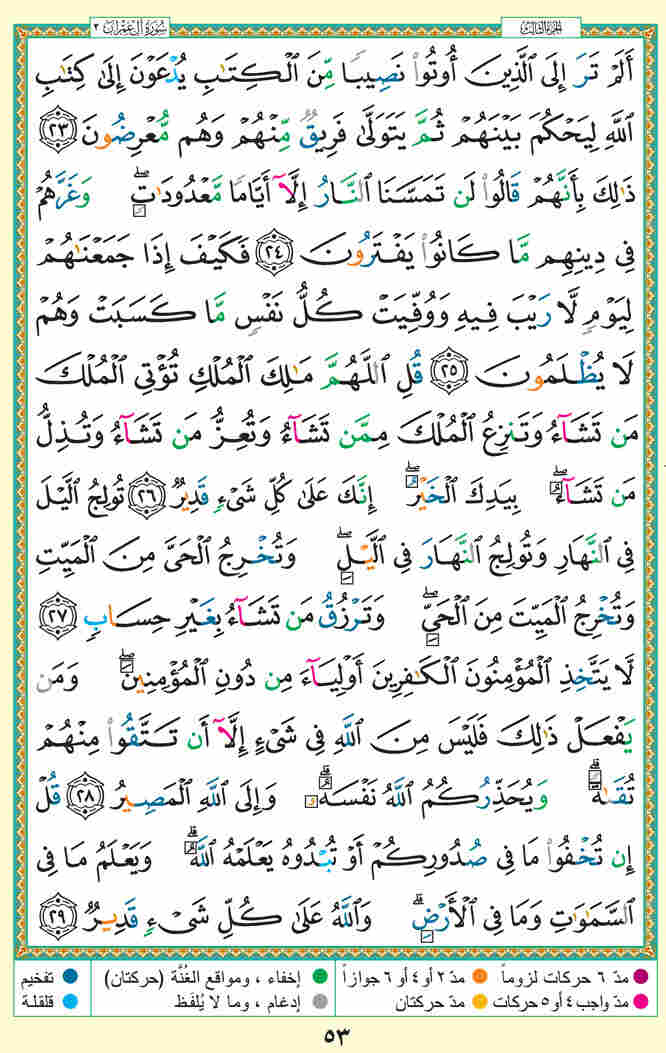 سُورَةُ آلِ عِمْرَان ٣
الجزء الثالث
أَلَمْ تَرَ إِلَى ٱلَّذِينَ أُوتُوا۟ نَصِيبًا مِّنَ ٱلْكِتَٰبِ يُدْعَوْنَ إِلَىٰ كِتَٰبِ
ٱللَّهِ لِيَحْكُمَ بَيْنَهُمْ ثُمَّ يَتَوَلَّىٰ فَرِيقٌ مِّنْهُمْ وَهُم مُّعْرِضُونَ ٢٣
ذَٰلِكَ بِأَنَّهُمْ قَالُوا۟ لَن تَمَسَّنَا ٱلنَّارُ إِلَّآ أَيَّامًا مَّعْدُودَٰتٍۖ وَغَرَّهُمْ
فِى دِينِهِم مَّا كَانُوا۟ يَفْتَرُونَ ٢٤ فَكَيْفَ إِذَا جَمَعْنَٰهُمْ
لِيَوْمٍ لَّا رَيْبَ فِيهِ وَوُفِّيَتْ كُلُّ نَفْسٍ مَّا كَسَبَتْ وَهُمْ
لَا يُظْلَمُونَ ٢٥ قُلِ ٱللَّهُمَّ مَٰلِكَ ٱلْمُلْكِ تُؤْتِى ٱلْمُلْكَ
مَن تَشَآءُ وَتَنزِعُ ٱلْمُلْكَ مِمَّن تَشَآءُ وَتُعِزُّ مَن تَشَآءُ وَتُذِلُّ
مَن تَشَآءُۖ بِيَدِكَ ٱلْخَيْرُۖ إِنَّكَ عَلَىٰ كُلِّ شَىْءٍ قَدِيرٌ ٢٦ تُولِجُ ٱلَّيْلَ
فِى ٱلنَّهَارِ وَتُولِجُ ٱلنَّهَارَ فِى ٱلَّيْلِۖ وَتُخْرِجُ ٱلْحَىَّ مِنَ ٱلْمَيِّتِ
وَتُخْرِجُ ٱلْمَيِّتَ مِنَ ٱلْحَىِّۖ وَتَرْزُقُ مَن تَشَآءُ بِغَيْرِ حِسَابٍ ٢٧
لَّا يَتَّخِذِ ٱلْمُؤْمِنُونَ ٱلْكَٰفِرِينَ أَوْلِيَآءَ مِن دُونِ ٱلْمُؤْمِنِينَۖ وَمَن
يَفْعَلْ ذَٰلِكَ فَلَيْسَ مِنَ ٱللَّهِ فِى شَىْءٍ إِلَّآ أَن تَتَّقُوا۟ مِنْهُمْ
تُقَىٰةًۗ وَيُحَذِّرُكُمُ ٱللَّهُ نَفْسَهُۥۗ وَإِلَى ٱللَّهِ ٱلْمَصِيرُ ٢٨ قُلْ
إِن تُخْفُوا۟ مَا فِى صُدُورِكُمْ أَوْ تُبْدُوهُ يَعْلَمْهُ ٱللَّهُۗ وَيَعْلَمُ مَا فِى
ٱلسَّمَٰوَٰتِ وَمَا فِى ٱلْأَرْضِۗ وَٱللَّهُ عَلَىٰ كُلِّ شَىْءٍ قَدِيرٌ ٢٩
مدّ ٦ حركات لزوماً مدّ ٢ أو ٤ أو ٦ جوازاً إخفاء ، ومواقع الغُنَّة (حركتان) تفخيم
مدّ واجب ٤ أو ٥ حركات مدّ حركتان إدغام ، وما لا يُلفَظ قلقلة
٥٣